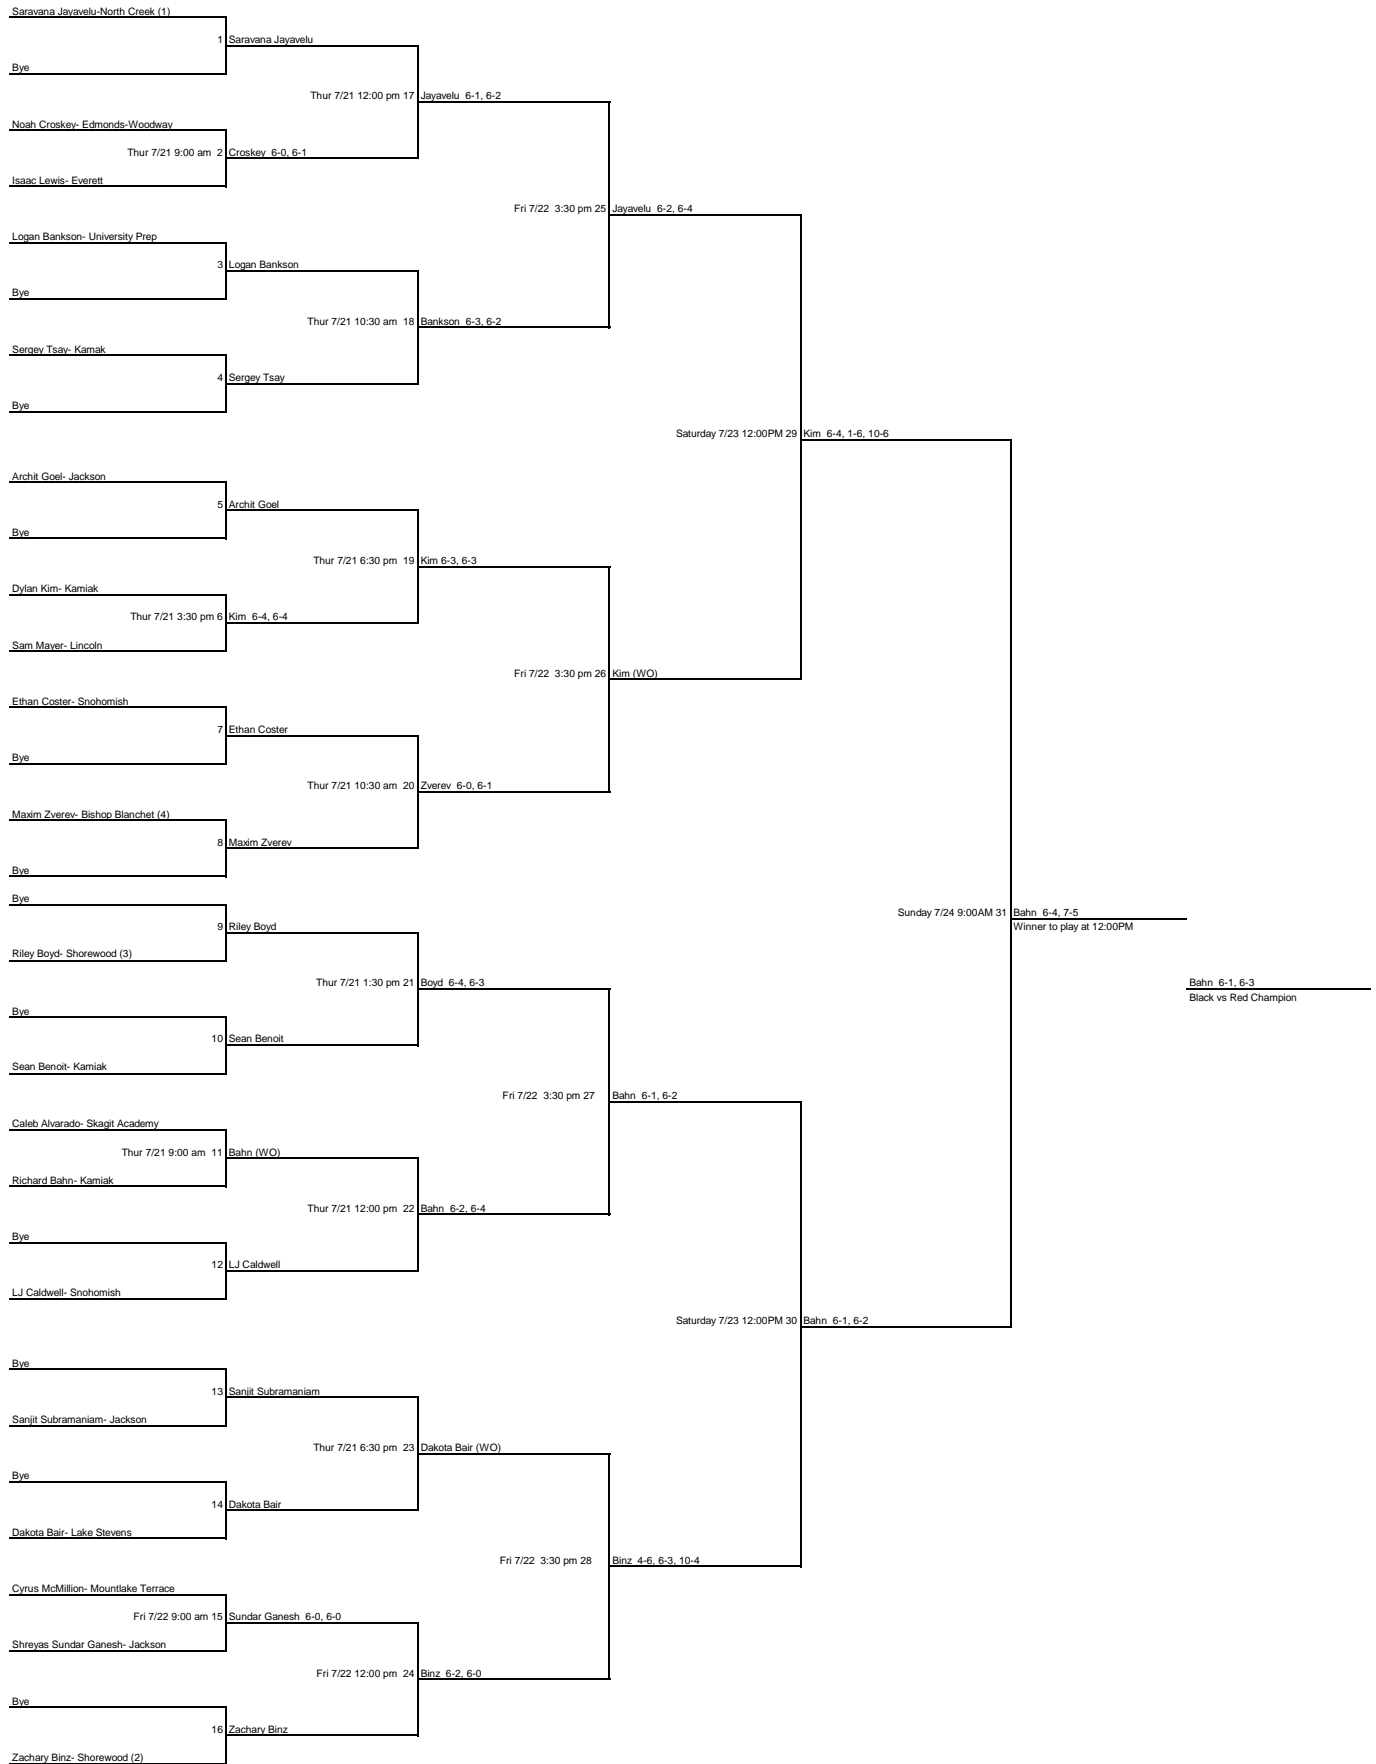 Saravana Jayavelu-North Creek (1)
1 Saravana Jayavelu
Bye
Thur 7/21 12:00 pm 17 Jayavelu 6-1, 6-2
Noah Croskey- Edmonds-Woodway
Thur 7/21 9:00 am 2 Croskey 6-0, 6-1
Isaac Lewis- Everett
Fri 7/22 3:30 pm 25 Jayavelu 6-2, 6-4
Logan Bankson- University Prep
3 Logan Bankson
Bye
Thur 7/21 10:30 am 18 Bankson 6-3, 6-2
Sergey Tsay- Kamak
4 Sergey Tsay
Bye
Saturday 7/23 12:00PM 29 Kim 6-4, 1-6, 10-6
Archit Goel- Jackson
5 Archit Goel
Bye
Thur 7/21 6:30 pm 19 Kim 6-3, 6-3
Dylan Kim- Kamiak
Thur 7/21 3:30 pm 6 Kim 6-4, 6-4
Sam Mayer- Lincoln
Fri 7/22 3:30 pm 26 Kim (WO)
Ethan Coster- Snohomish
7 Ethan Coster
Bye
Thur 7/21 10:30 am 20 Zverev 6-0, 6-1
Maxim Zverev- Bishop Blanchet (4)
8 Maxim Zverev
Bye
Bye
Sunday 7/24 9:00AM 31 Bahn 6-4, 7-5
9 Riley Boyd
Winner to play at 12:00PM
Riley Boyd- Shorewood (3)
Thur 7/21 1:30 pm 21 Boyd 6-4, 6-3
Bahn 6-1, 6-3
Black vs Red Champion
Bye
10 Sean Benoit
Sean Benoit- Kamiak
Fri 7/22 3:30 pm 27 Bahn 6-1, 6-2
Caleb Alvarado- Skagit Academy
Thur 7/21 9:00 am 11 Bahn (WO)
Richard Bahn- Kamiak
Thur 7/21 12:00 pm 22 Bahn 6-2, 6-4
Bye
12 LJ Caldwell
LJ Caldwell- Snohomish
Saturday 7/23 12:00PM 30 Bahn 6-1, 6-2
Bye
13 Sanjit Subramaniam
Sanjit Subramaniam- Jackson
Thur 7/21 6:30 pm 23 Dakota Bair (WO)
Bye
14 Dakota Bair
Dakota Bair- Lake Stevens
Fri 7/22 3:30 pm 28 Binz 4-6, 6-3, 10-4
Cyrus McMillion- Mountlake Terrace
Fri 7/22 9:00 am 15 Sundar Ganesh 6-0, 6-0
Shreyas Sundar Ganesh- Jackson
Fri 7/22 12:00 pm 24 Binz 6-2, 6-0
Bye
16 Zachary Binz
Zachary Binz- Shorewood (2)